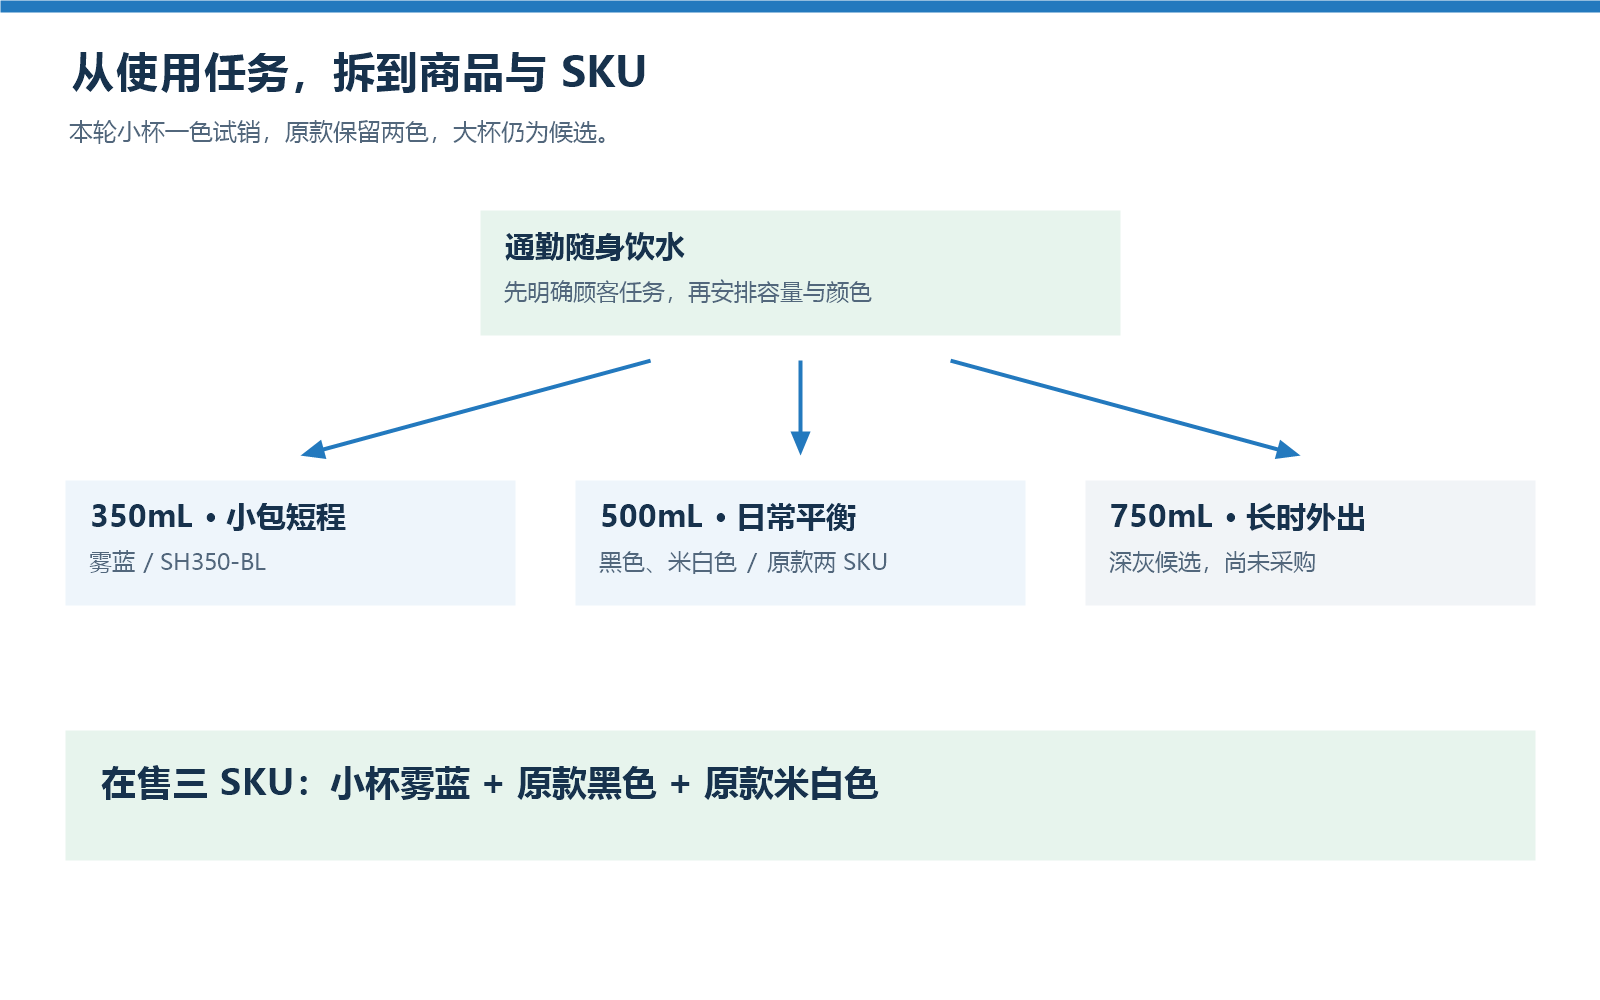 从使用任务，拆到商品与 SKU
本轮小杯一色试销，原款保留两色，大杯仍为候选。
通勤随身饮水
先明确顾客任务，再安排容量与颜色
350mL • 小包短程
雾蓝 / SH350-BL
500mL • 日常平衡
黑色、米白色 / 原款两 SKU
750mL • 长时外出
深灰候选，尚未采购
在售三 SKU：小杯雾蓝 + 原款黑色 + 原款米白色